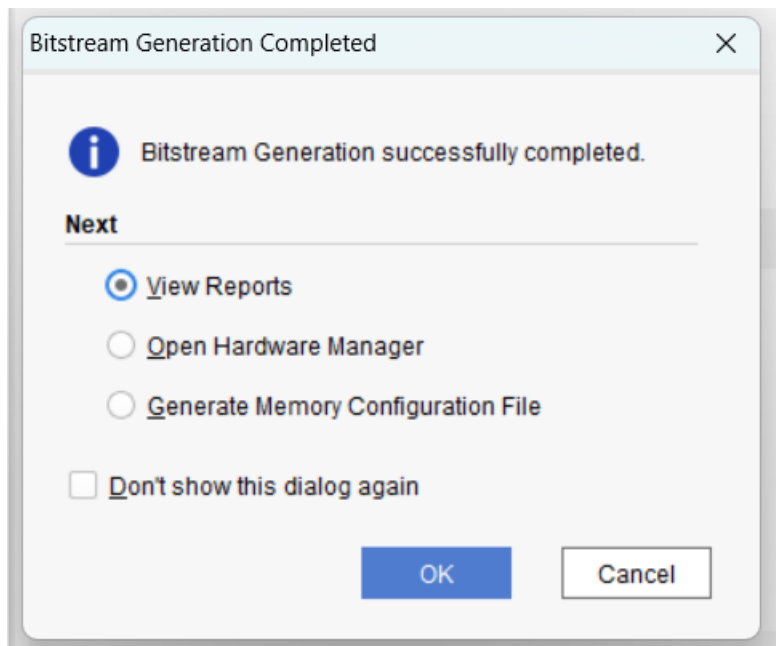 Bitstream Generation Completed
Bitstream Generation successfully completed.
Next
View Reports
Open Hardware Manager
Generate Memory Configuration File
Don't show this dialog again
OK
Cancel